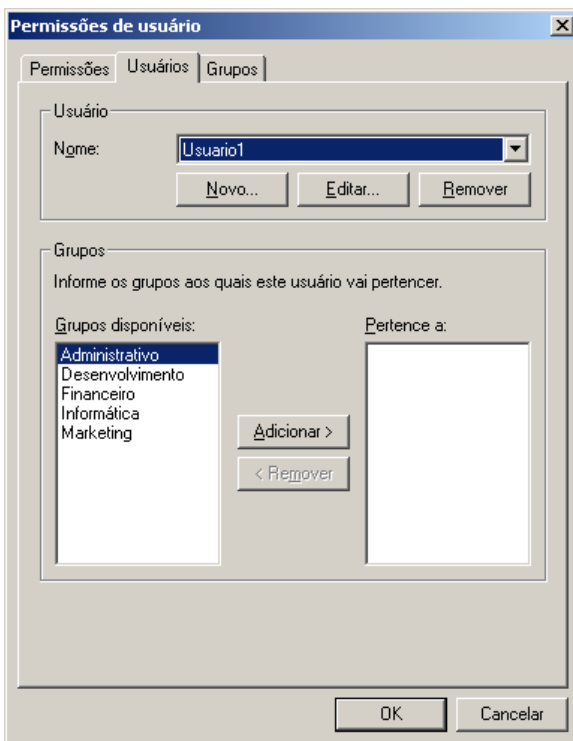 Permissões de usuário
Permissões Usuários Grupos
Usuário
Nome: Usuario1
Novo... Editar... Remover
Grupos
Informe os grupos aos quais este usuário vai pertencer.
Grupos disponíveis: Pertence a:
Administrativo
Desenvolvimento
Financeiro
Informática
Marketing
Adicionar >
< Remover
OK Cancelar